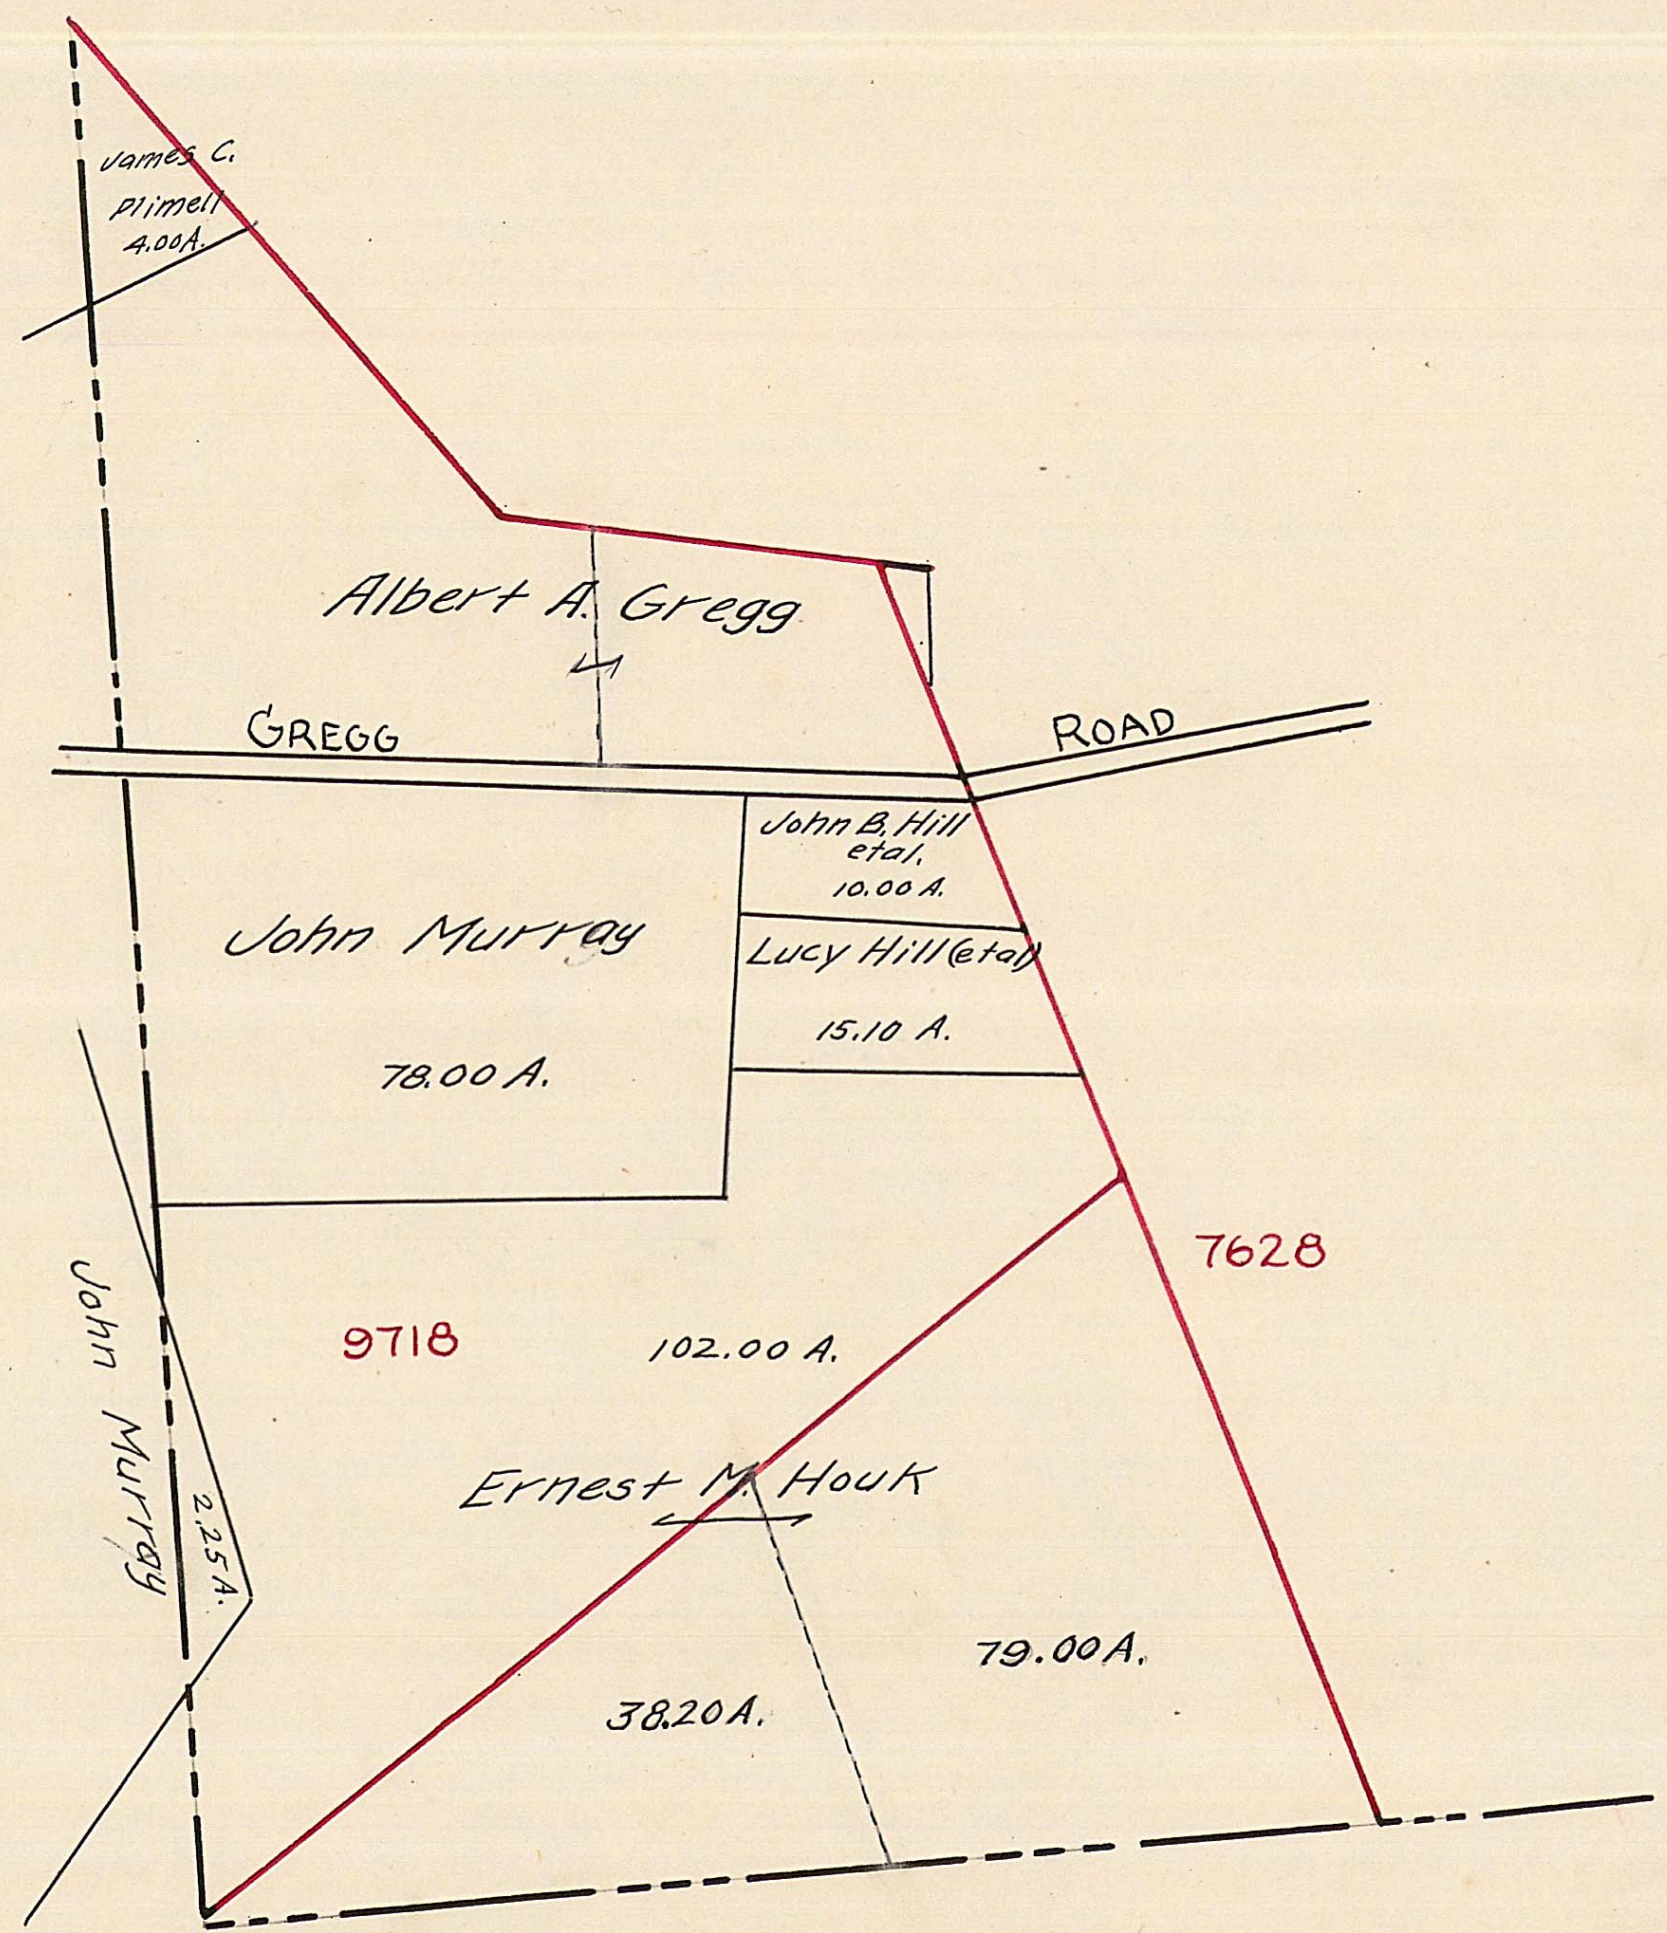 James C.
Plimell
4.00A.
Albert A. Gregg
GREGG ROAD
John B. Hill
etal.
10.00 A.
John Murray
Lucy Hill (etal)
15.10 A.
78.00 A.
7628
9718
102.00 A.
John Murray
2.25 A.
Ernest M. Houk
79.00 A.
38.20 A.